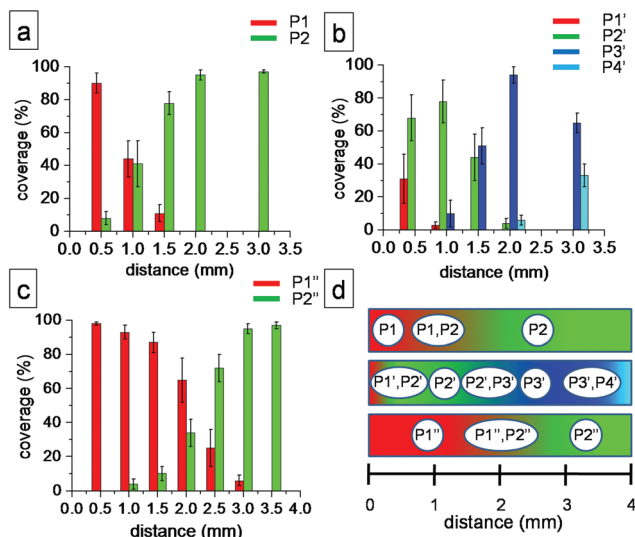 a
P1
P2
100
80
60
40
20
0
coverage (%)
0.0 0.5 1.0 1.5 2.0 2.5 3.0 3.5
distance (mm)
b
P1'
P2'
P3'
P4'
100
80
60
40
20
0
coverage (%)
0.0 0.5 1.0 1.5 2.0 2.5 3.0 3.5
distance (mm)
c
P1''
P2''
100
80
60
40
20
0
coverage (%)
0.0 0.5 1.0 1.5 2.0 2.5 3.0 3.5 4.0
distance (mm)
d
P1 P1,P2 P2
P1',P2' P2' P2',P3' P3' P3',P4'
P1'' P1'',P2'' P2''
0 1 2 3 4
distance (mm)